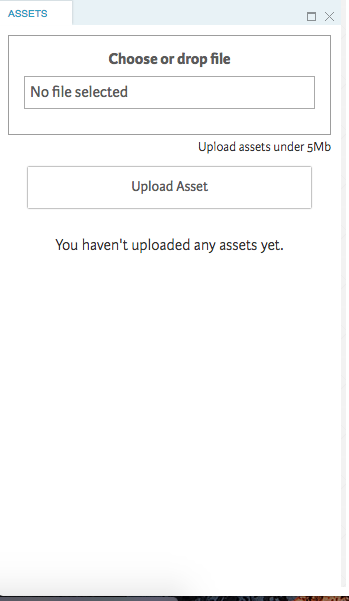 ASSETS
Choose or drop file
No file selected
Upload assets under 5Mb
Upload Asset
You haven't uploaded any assets yet.